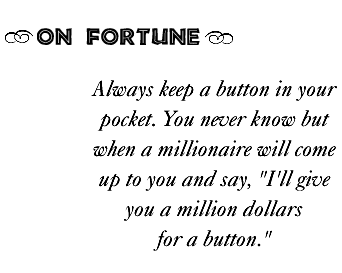 ON FORTUNE
Always keep a button in your
pocket. You never know but
when a millionaire will come
up to you and say, "I'll give
you a million dollars
for a button."